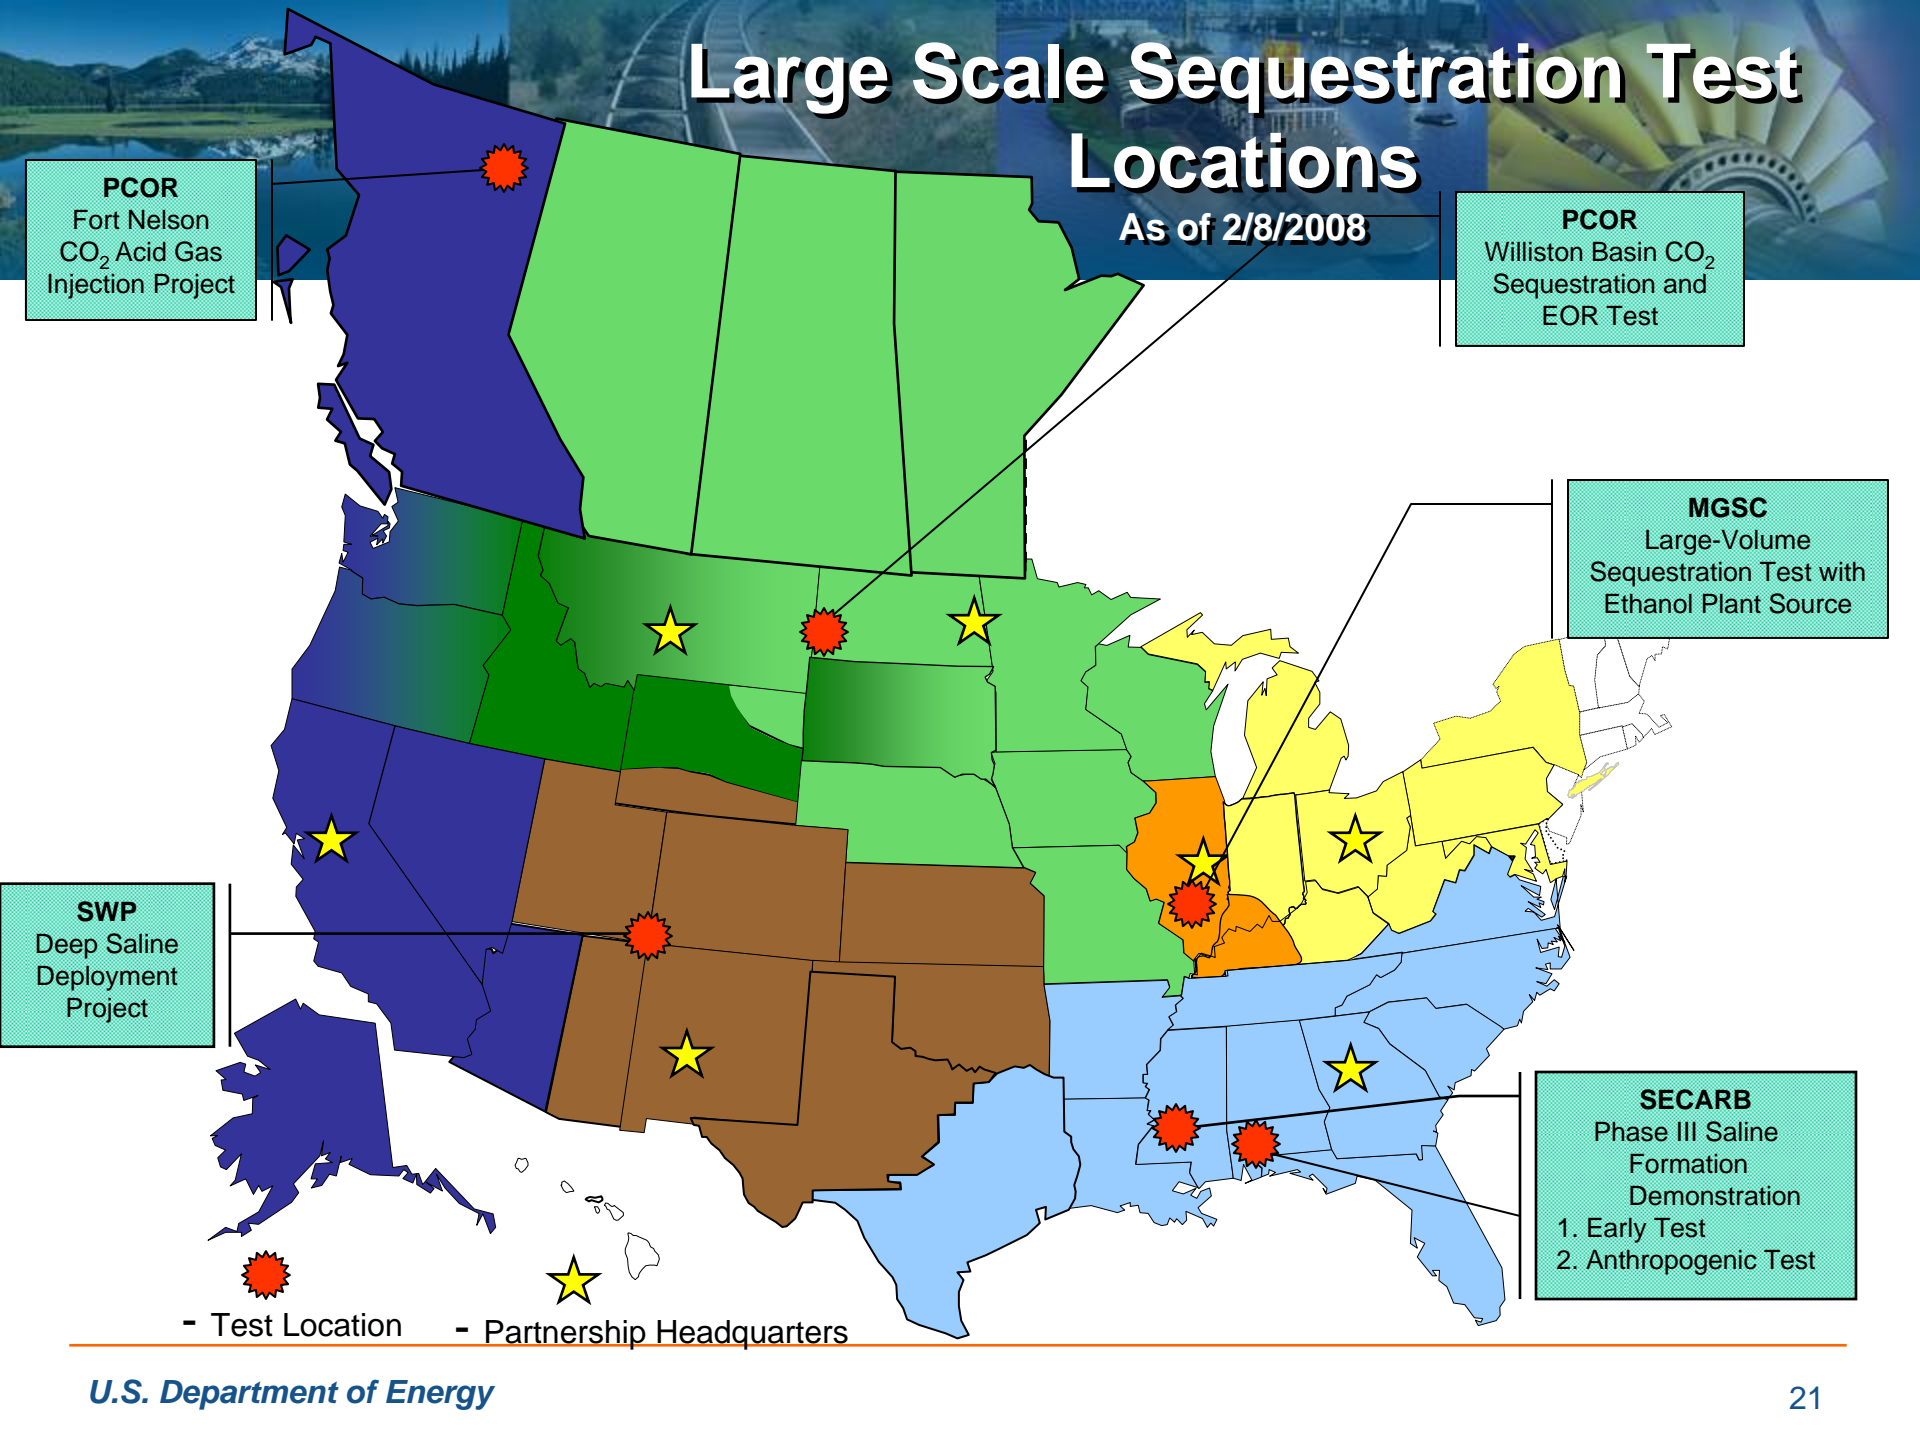 Large Scale Sequestration Test
Locations
As of 2/8/2008
PCOR
Fort Nelson
CO2 Acid Gas
Injection Project
PCOR
Williston Basin CO2
Sequestration and
EOR Test
MGSC
Large-Volume
Sequestration Test with
Ethanol Plant Source
SWP
Deep Saline
Deployment
Project
SECARB
Phase III Saline
Formation
Demonstration
1. Early Test
2. Anthropogenic Test
- Test Location
- Partnership Headquarters
U.S. Department of Energy
21